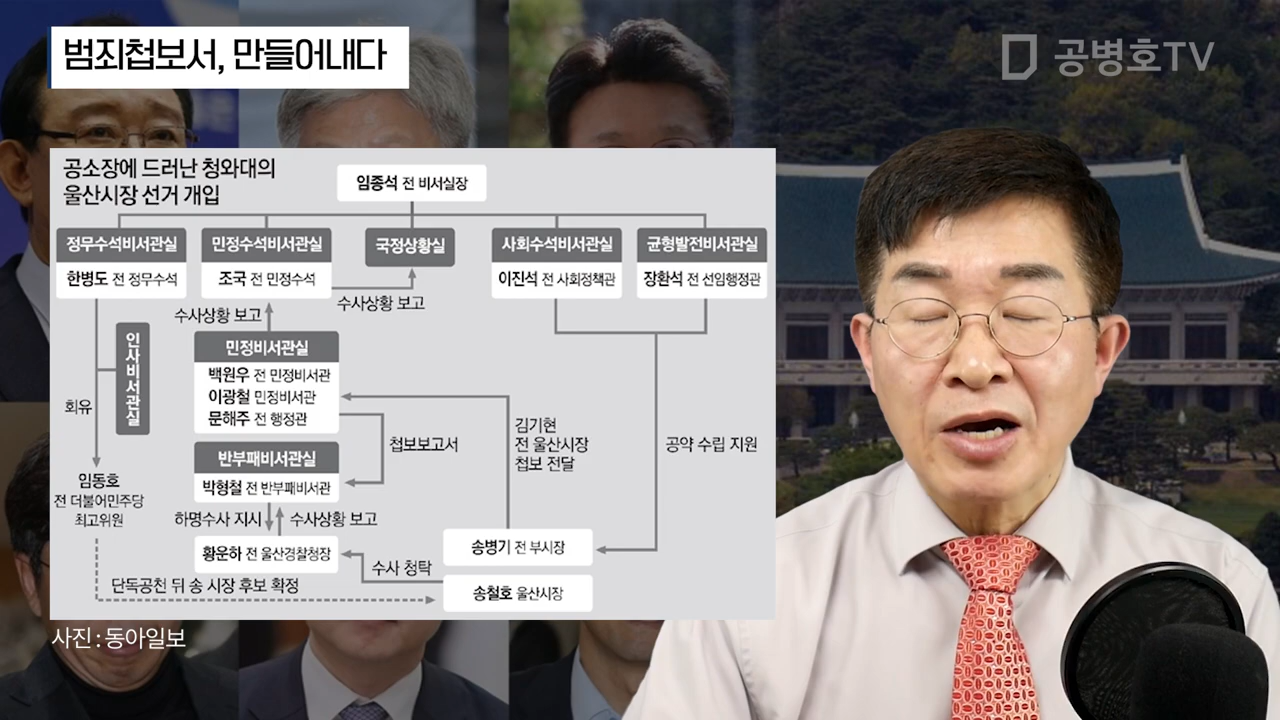 범죄첩보서, 만들어내다
공병호TV
공소장에 드러난 청와대의
울산시장 선거 개입
임종석 전 비서실장
정무수석비서관실
한병도 전 정무수석
민정수석비서관실
조국 전 민정수석
국정상황실
사회수석비서관실
이진석 전 사회정책관
균형발전비서관실
장환석 전 선임행정관
수사상황 보고
수사상황 보고
인사비서관실
회유
민정비서관실
백원우 전 민정비서관
이광철 민정비서관
문해주 전 행정관
첩보보고서
김기현
전 울산시장
첩보 전달
공약 수립 지원
반부패비서관실
박형철 전 반부패비서관
임동호
전 더불어민주당
최고위원
하명수사 지시
수사상황 보고
황운하 전 울산경찰청장
수사 청탁
송병기 전 부시장
단독공천 뒤 송 시장 후보 확정
송철호 울산시장
사진 : 동아일보